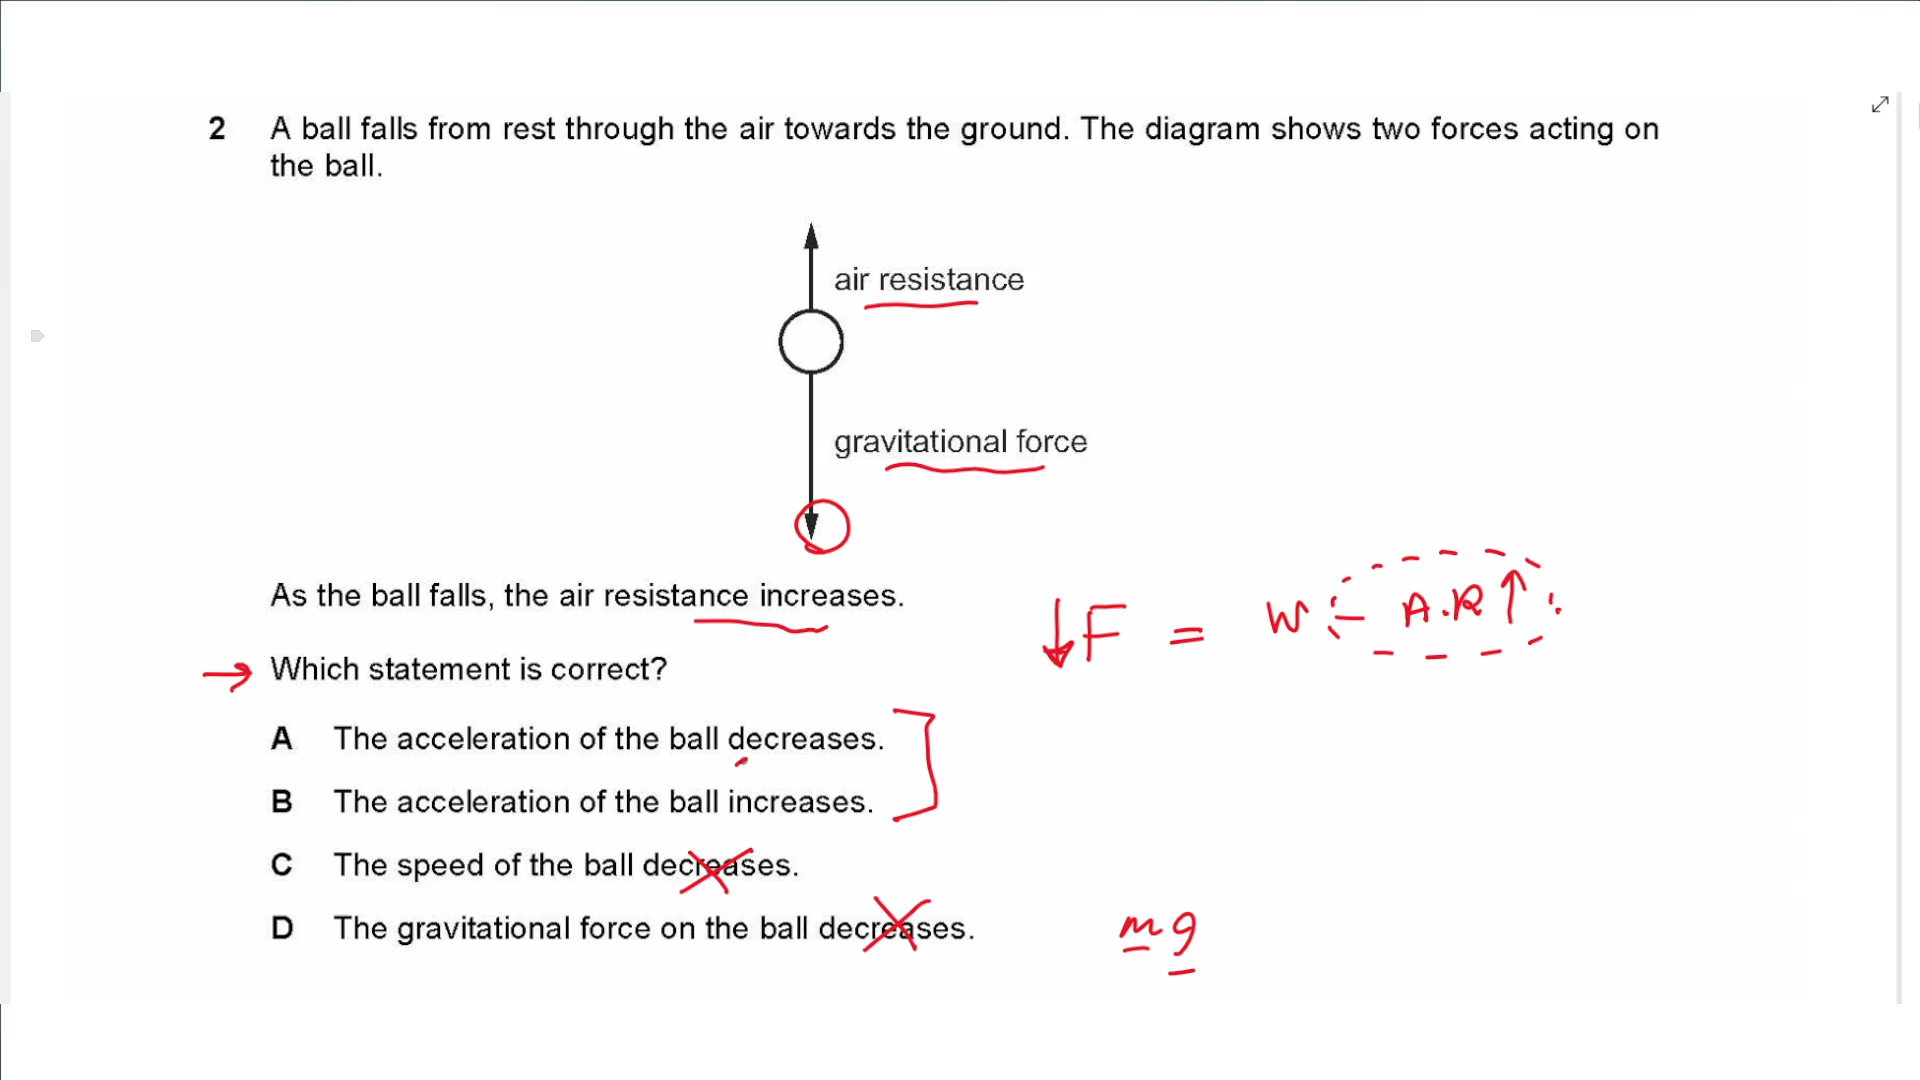 2 A ball falls from rest through the air towards the ground. The diagram shows two forces acting on
the ball.
air resistance
gravitational force
As the ball falls, the air resistance increases.
↓F = W - A.R↑
→ Which statement is correct?
A The acceleration of the ball decreases.
B The acceleration of the ball increases.
C The speed of the ball decreases.
D The gravitational force on the ball decreases.
mg